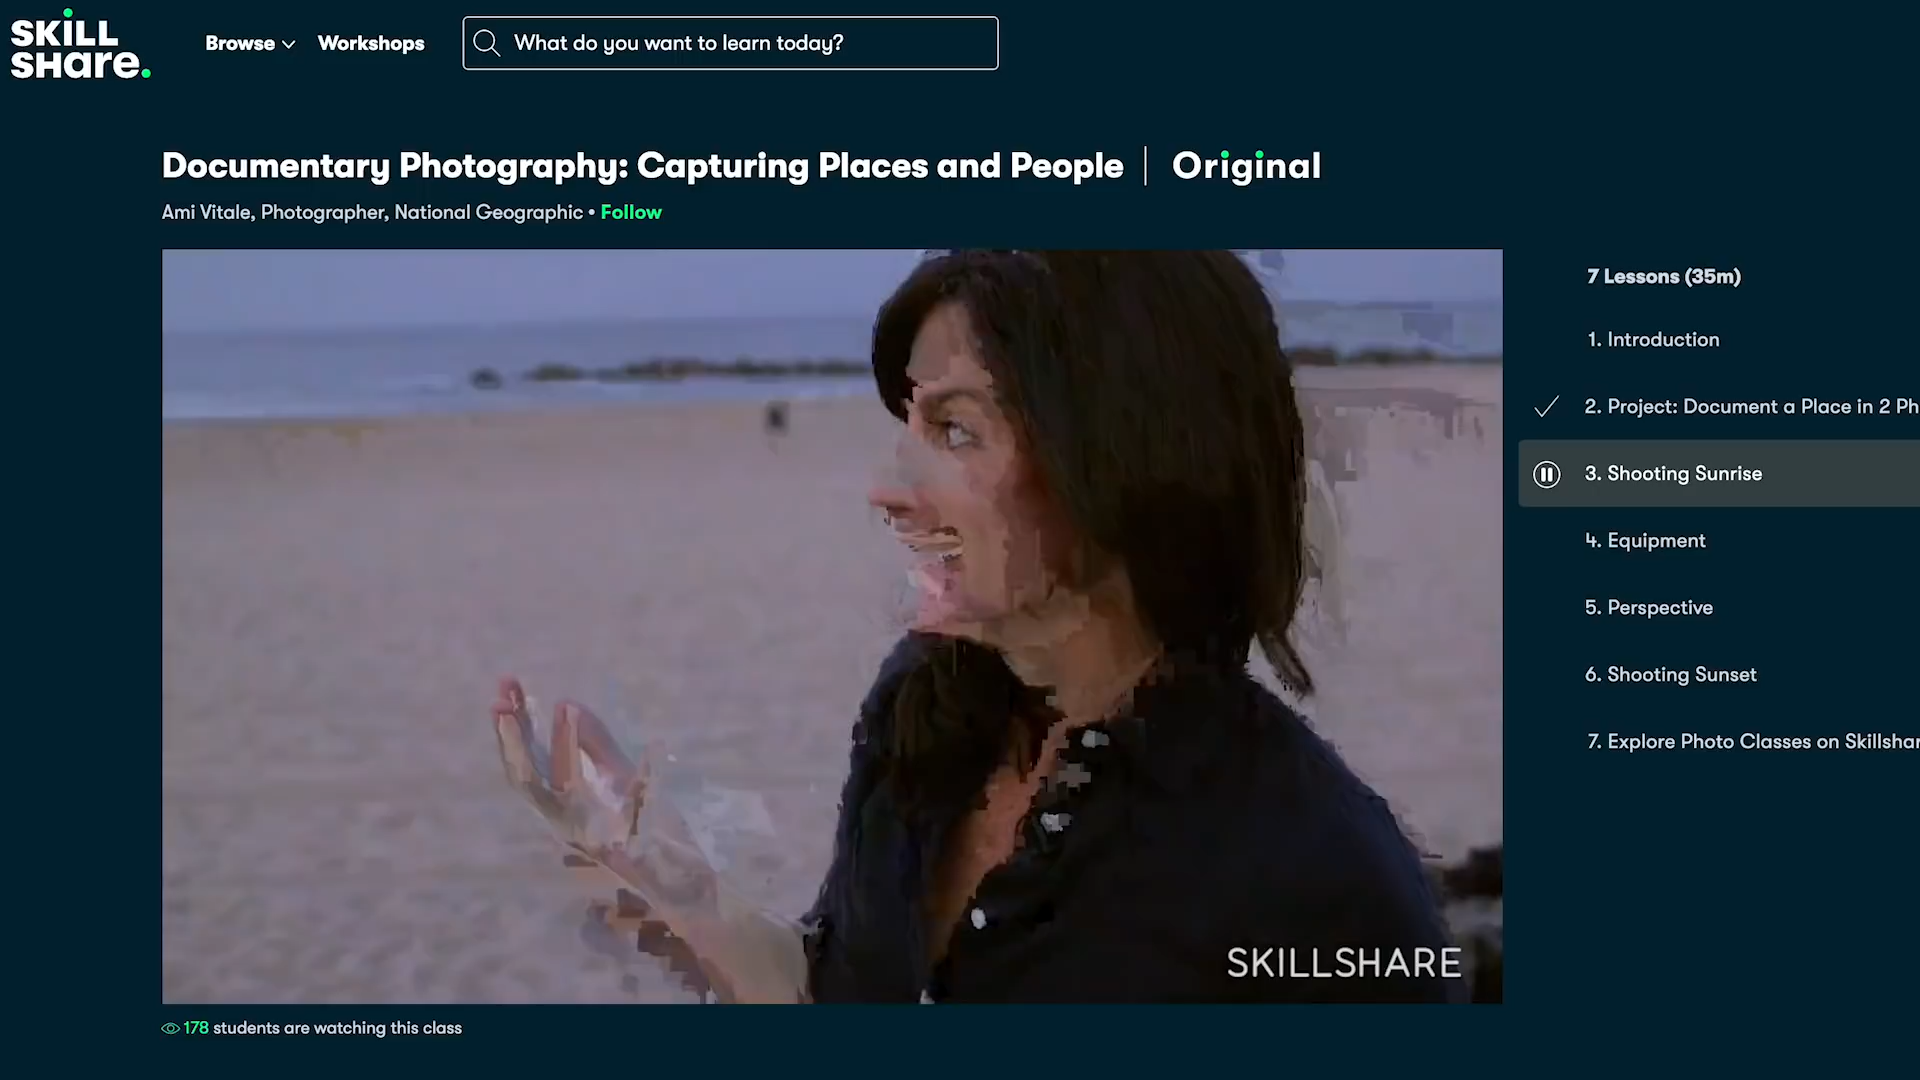 SKILL
SHare.
Browse
Workshops
What do you want to learn today?
Documentary Photography: Capturing Places and People | Original
Ami Vitale, Photographer, National Geographic • Follow
SKILLSHARE
178 students are watching this class
7 Lessons (35m)
1. Introduction
2. Project: Document a Place in 2 Ph
3. Shooting Sunrise
4. Equipment
5. Perspective
6. Shooting Sunset
7. Explore Photo Classes on Skillshar